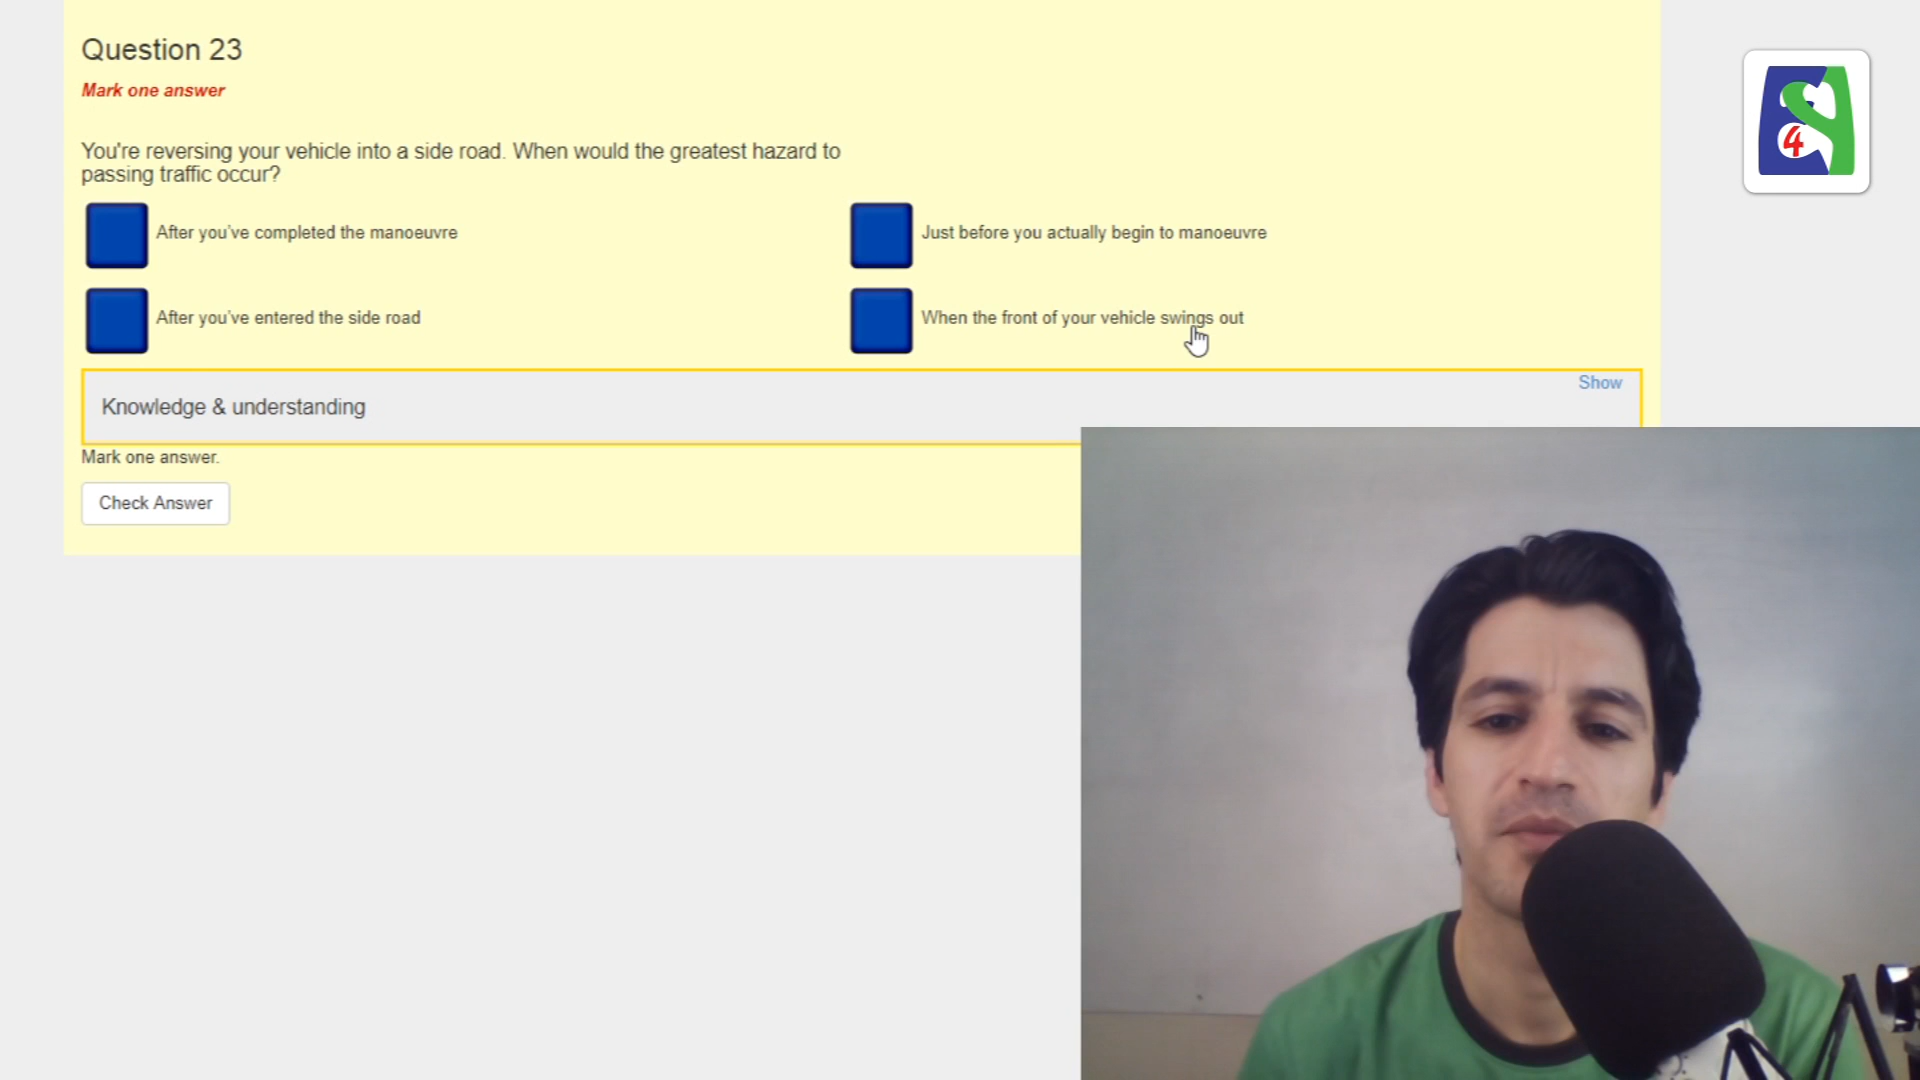 Question 23
Mark one answer
You're reversing your vehicle into a side road. When would the greatest hazard to
passing traffic occur?
After you've completed the manoeuvre
Just before you actually begin to manoeuvre
After you've entered the side road
When the front of your vehicle swings out
Show
Knowledge & understanding
Mark one answer.
Check Answer
4